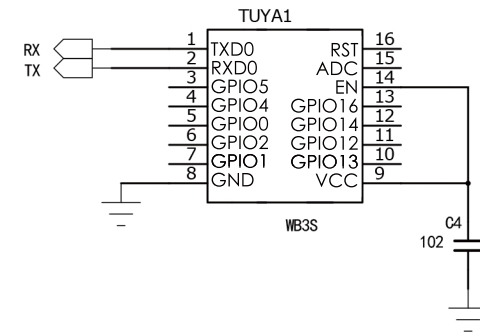 TUYA1
RX 1 TXD0 RST 16
TX 2 RXD0 ADC 15
3 GPIO5 EN 14
4 GPIO4 GPIO16 13
5 GPIO0 GPIO14 12
6 GPIO2 GPIO12 11
7 GPIO1 GPIO13 10
8 GND VCC 9
WB3S
C4
102